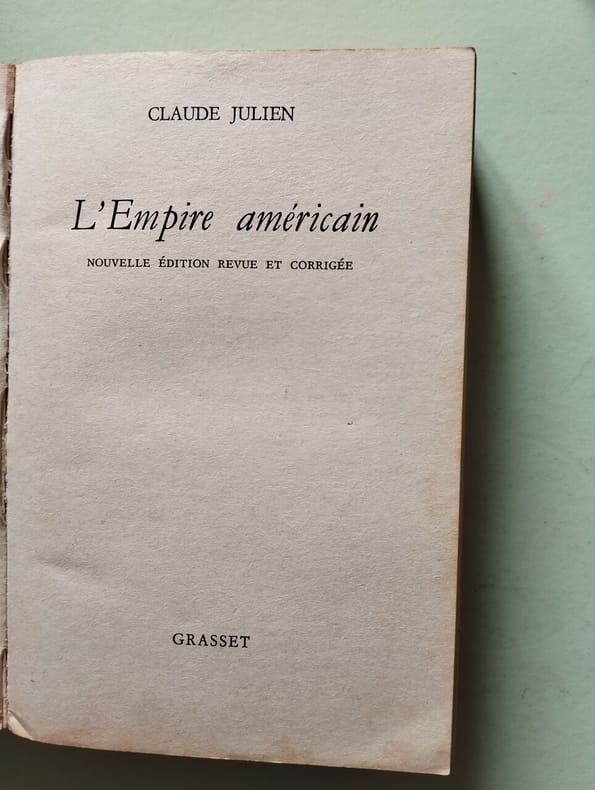 CLAUDE JULIEN
L'Empire américain
NOUVELLE ÉDITION REVUE ET CORRIGÉE
GRASSET